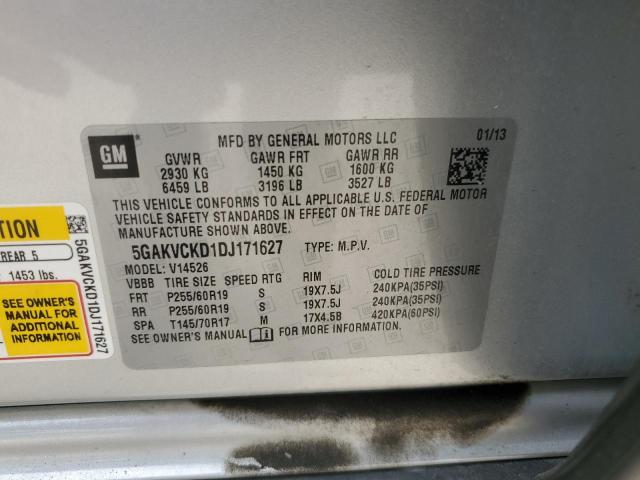 GM
MFD BY GENERAL MOTORS LLC 01/13
GVWR GAWR FRT GAWR RR
2930 KG 1450 KG 1600 KG
6459 LB 3196 LB 3527 LB
THIS VEHICLE CONFORMS TO ALL APPLICABLE U.S. FEDERAL MOTOR
VEHICLE SAFETY STANDARDS IN EFFECT ON THE DATE OF
MANUFACTURE SHOWN ABOVE.
5GAKVCKD1DJ171627 TYPE: M.P.V.
MODEL: V14526
VBBB TIRE SIZE SPEED RTG RIM COLD TIRE PRESSURE
FRT P255/60R19 S 19X7.5J 240KPA(35PSI)
RR P255/60R19 S 19X7.5J 240KPA(35PSI)
SPA T145/70R17 M 17X4.5B 420KPA(60PSI)
SEE OWNER'S MANUAL FOR MORE INFORMATION
REAR 5
1453 lbs.
SEE OWNER'S
MANUAL FOR
ADDITIONAL
INFORMATION
5GAKVCKD1DJ171627